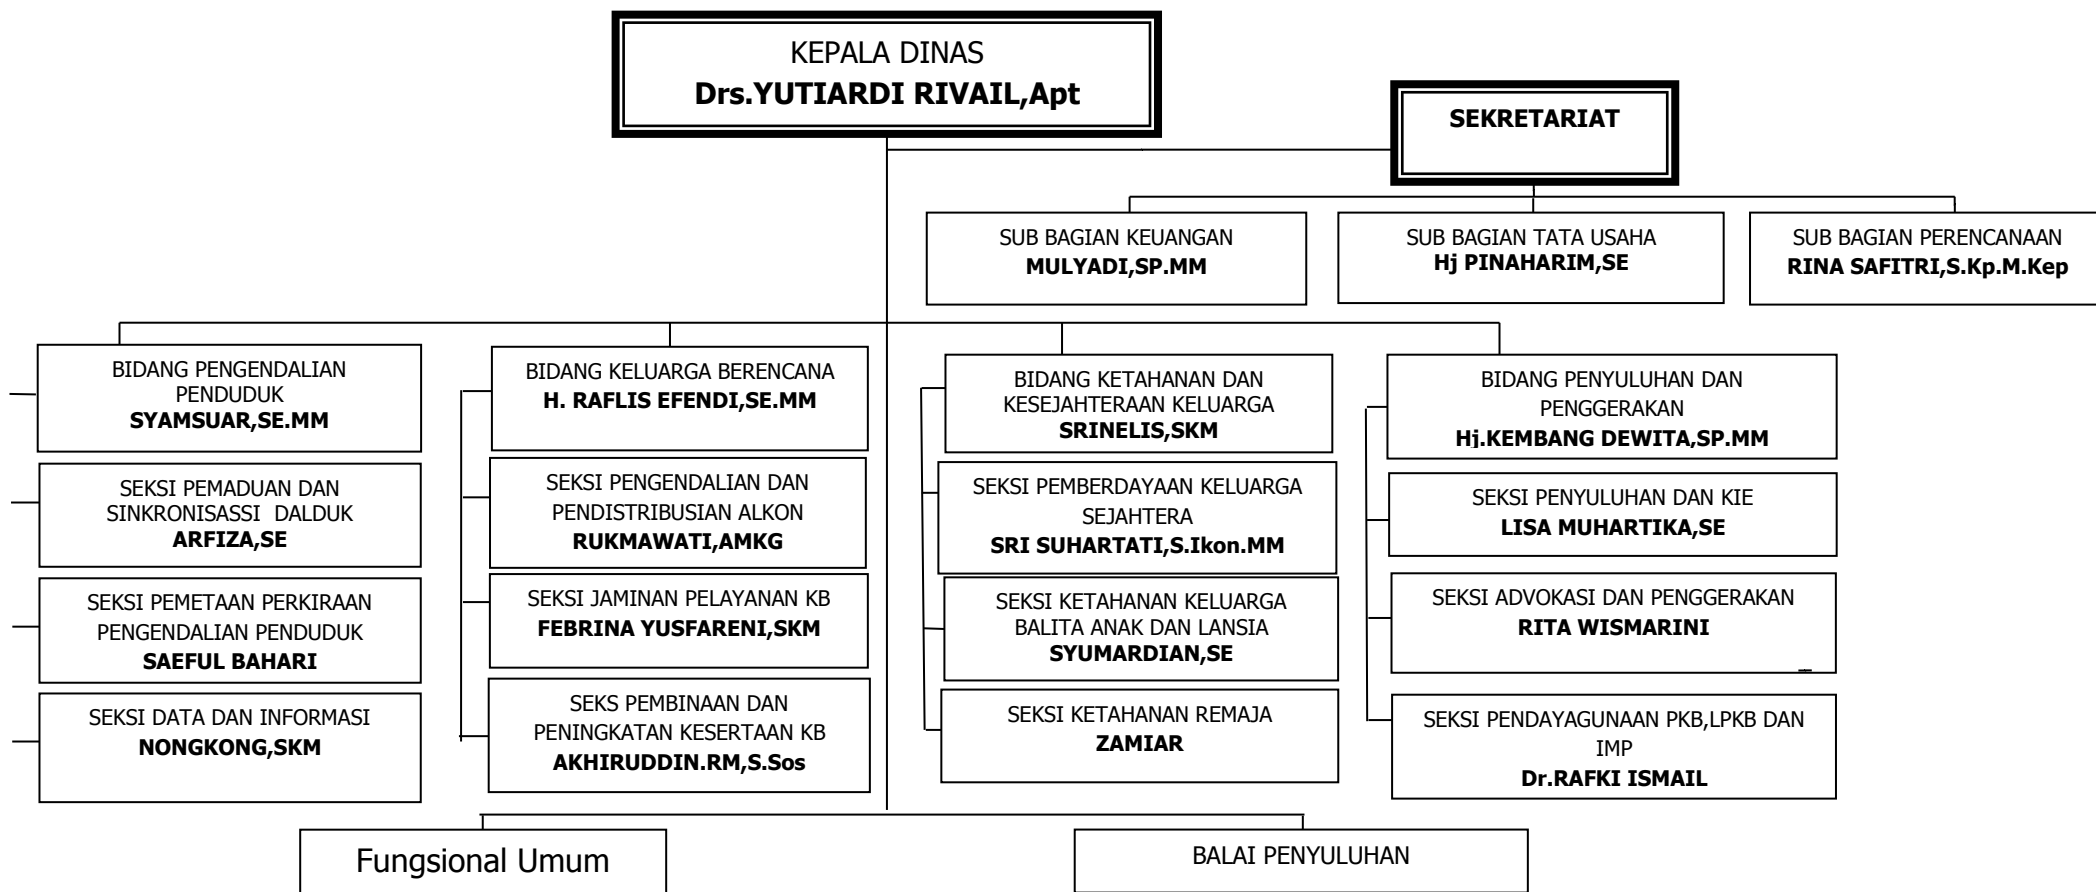 KEPALA DINAS
Drs.YUTIARDI RIVAIL,Apt
SEKRETARIAT
SUB BAGIAN KEUANGAN
MULYADI,SP.MM
SUB BAGIAN TATA USAHA
Hj PINAHARIM,SE
SUB BAGIAN PERENCANAAN
RINA SAFITRI,S.Kp.M.Kep
BIDANG PENGENDALIAN
PENDUDUK
SYAMSUAR,SE.MM
SEKSI PEMADUAN DAN
SINKRONISASSI DALDUK
ARFIZA,SE
SEKSI PEMETAAN PERKIRAAN
PENGENDALIAN PENDUDUK
SAEFUL BAHARI
SEKSI DATA DAN INFORMASI
NONGKONG,SKM
BIDANG KELUARGA BERENCANA
H. RAFLIS EFENDI,SE.MM
SEKSI PENGENDALIAN DAN
PENDISTRIBUSIAN ALKON
RUKMAWATI,AMKG
SEKSI JAMINAN PELAYANAN KB
FEBRINA YUSFARENI,SKM
SEKS PEMBINAAN DAN
PENINGKATAN KESERTAAN KB
AKHIRUDDIN.RM,S.Sos
BIDANG KETAHANAN DAN
KESEJAHTERAAN KELUARGA
SRINELIS,SKM
SEKSI PEMBERDAYAAN KELUARGA
SEJAHTERA
SRI SUHARTATI,S.Ikon.MM
SEKSI KETAHANAN KELUARGA
BALITA ANAK DAN LANSIA
SYUMARDIAN,SE
SEKSI KETAHANAN REMAJA
ZAMIAR
BIDANG PENYULUHAN DAN
PENGGERAKAN
Hj.KEMBANG DEWITA,SP.MM
SEKSI PENYULUHAN DAN KIE
LISA MUHARTIKA,SE
SEKSI ADVOKASI DAN PENGGERAKAN
RITA WISMARINI
SEKSI PENDAYAGUNAAN PKB,LPKB DAN
IMP
Dr.RAFKI ISMAIL
Fungsional Umum
BALAI PENYULUHAN